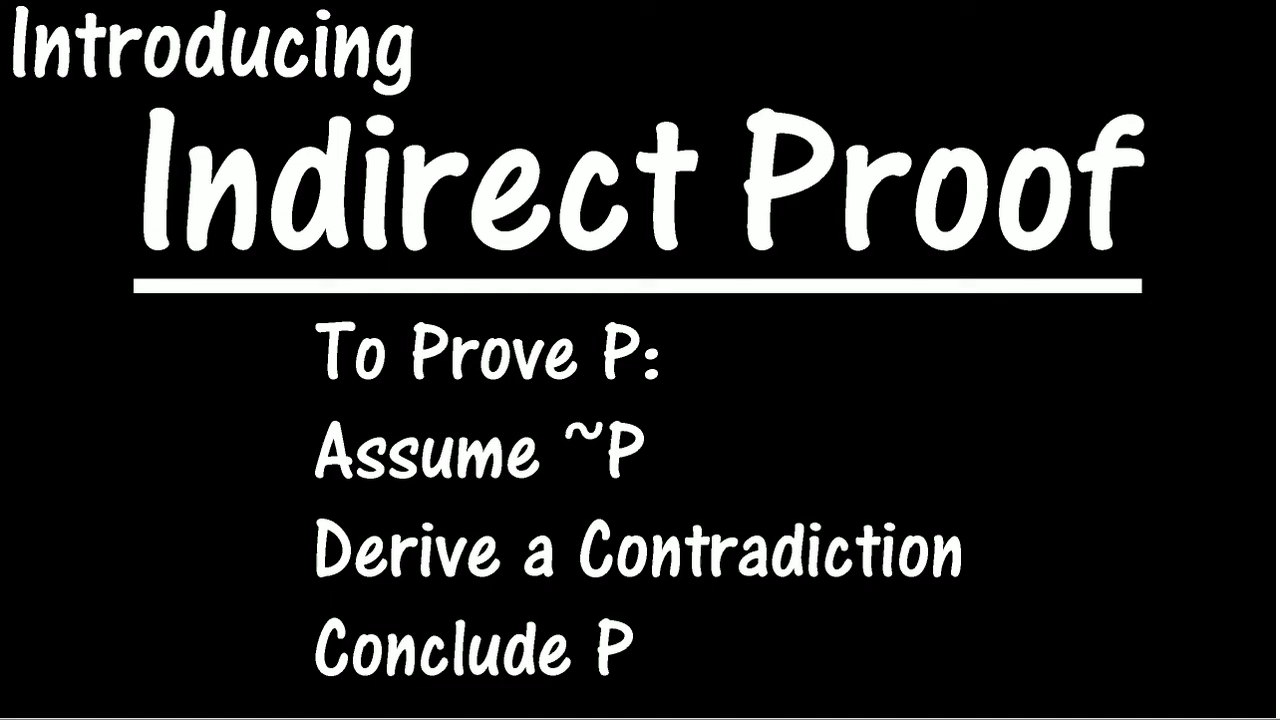 Introducing
Indirect Proof
To Prove P:
Assume ~P
Derive a Contradiction
Conclude P